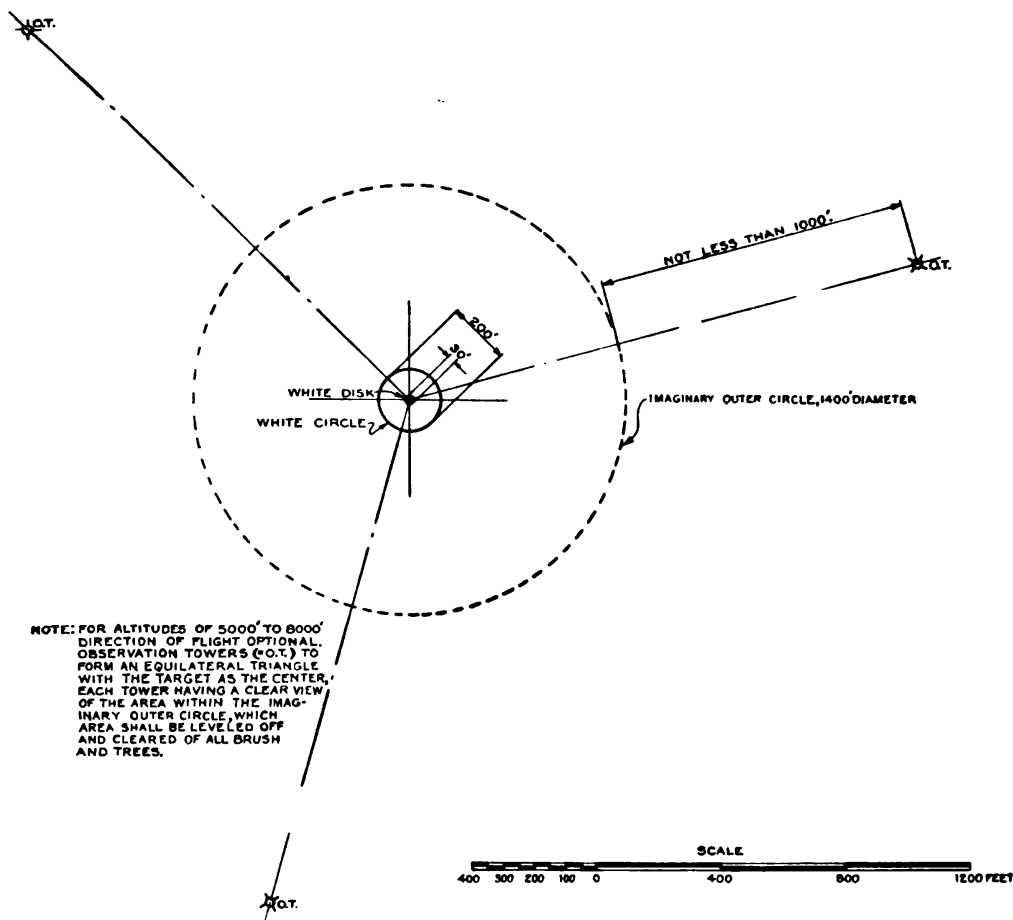 O.T.
NOT LESS THAN 1000'.
O.T.
200'
30'
WHITE DISK
IMAGINARY OUTER CIRCLE, 1400' DIAMETER
WHITE CIRCLE
NOTE: FOR ALTITUDES OF 5000' TO 8000'
DIRECTION OF FLIGHT OPTIONAL.
OBSERVATION TOWERS (=O.T.) TO
FORM AN EQUILATERAL TRIANGLE
WITH THE TARGET AS THE CENTER,
EACH TOWER HAVING A CLEAR VIEW
OF THE AREA WITHIN THE IMAG-
INARY OUTER CIRCLE, WHICH
AREA SHALL BE LEVELED OFF
AND CLEARED OF ALL BRUSH
AND TREES.
SCALE
400 300 200 100 0 400 800 1200 FEET
O.T.